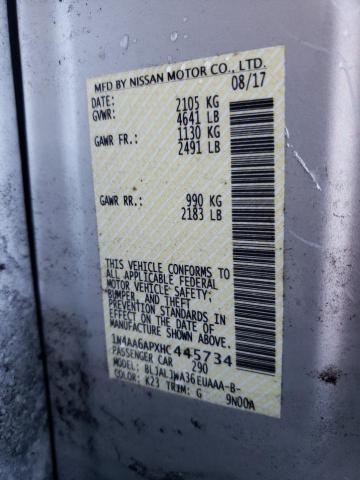 MFD BY NISSAN MOTOR CO., LTD.
DATE: 08/17
GVWR: 2105 KG
4641 LB
GAWR FR.: 1130 KG
2491 LB
GAWR RR.: 990 KG
2183 LB
THIS VEHICLE CONFORMS TO
ALL APPLICABLE FEDERAL
MOTOR VEHICLE SAFETY,
BUMPER, AND THEFT
PREVENTION STANDARDS IN
EFFECT ON THE DATE OF
MANUFACTURE SHOWN ABOVE.
1N4AA6APXHC445734
PASSENGER CAR 290
MODEL: BLJALWA36EUAAA-B-
COLOR: K23 TRIM: G 9N00A